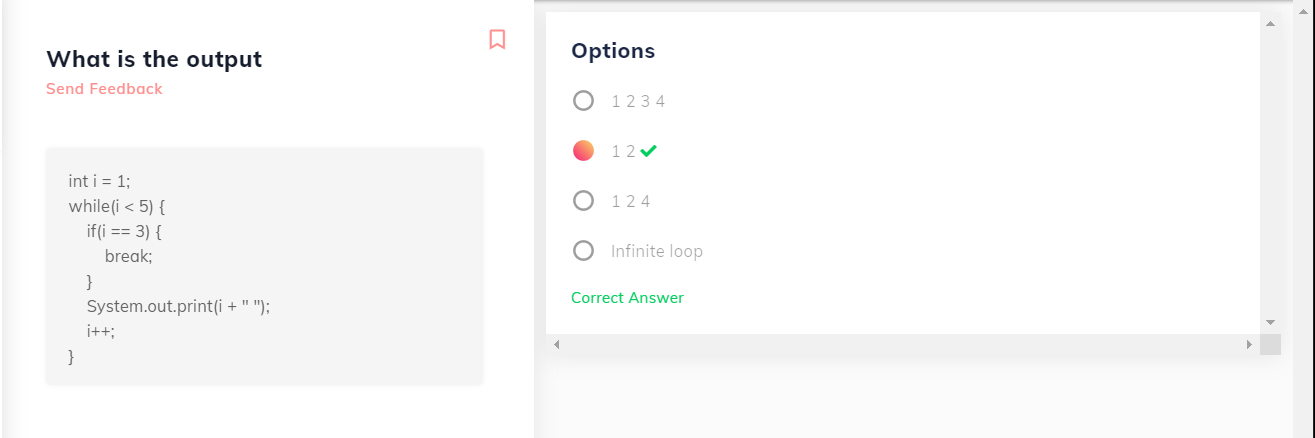 What is the output
Send Feedback
int i = 1;
while(i < 5) {
    if(i == 3) {
        break;
    }
    System.out.print(i + " ");
    i++;
}
Options
1 2 3 4
1 2
1 2 4
Infinite loop
Correct Answer